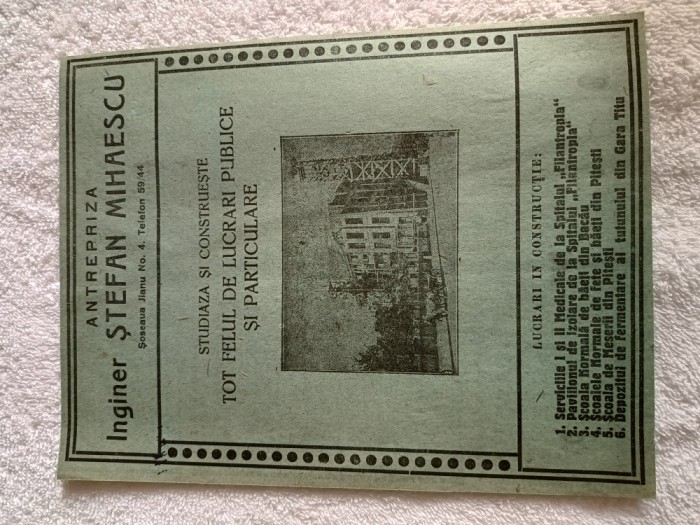 ANTREPRIZA
Inginer ȘTEFAN MIHAESCU
Șoseaua Jianu No. 4. Telefon 59/44
STUDIAZA ȘI CONSTRUEȘTE
TOT FELUL DE LUCRARI PUBLICE
ȘI PARTICULARE
LUCRARI IN CONSTRUCTIE:
1. Serviciile I și II Medicale de la Spitalul „Filantropia"
2. Pavilionul de Izolare de la Spitalul „Filantropia"
3. Școala Normală de băeți din Bacău
4. Școalele Normale de fete și băeți din Pitești
5. Școala de Meserii din Pitești
6. Depozitul de Fermentare al tutunului din Gara Titu